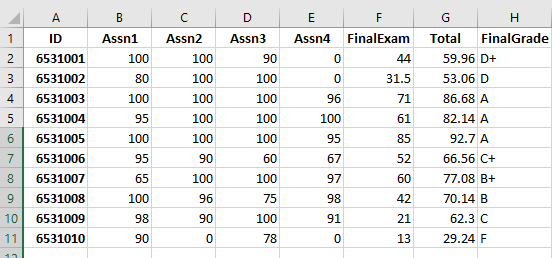 A B C D E F G H
1 ID Assn1 Assn2 Assn3 Assn4 FinalExam Total FinalGrade
2 6531001 100 100 90 0 44 59.96 D+
3 6531002 80 100 100 0 31.5 53.06 D
4 6531003 100 100 100 96 71 86.68 A
5 6531004 95 100 100 100 61 82.14 A
6 6531005 100 100 100 95 85 92.7 A
7 6531006 95 90 60 67 52 66.56 C+
8 6531007 65 100 100 97 60 77.08 B+
9 6531008 100 96 75 98 42 70.14 B
10 6531009 98 90 100 91 21 62.3 C
11 6531010 90 0 78 0 13 29.24 F